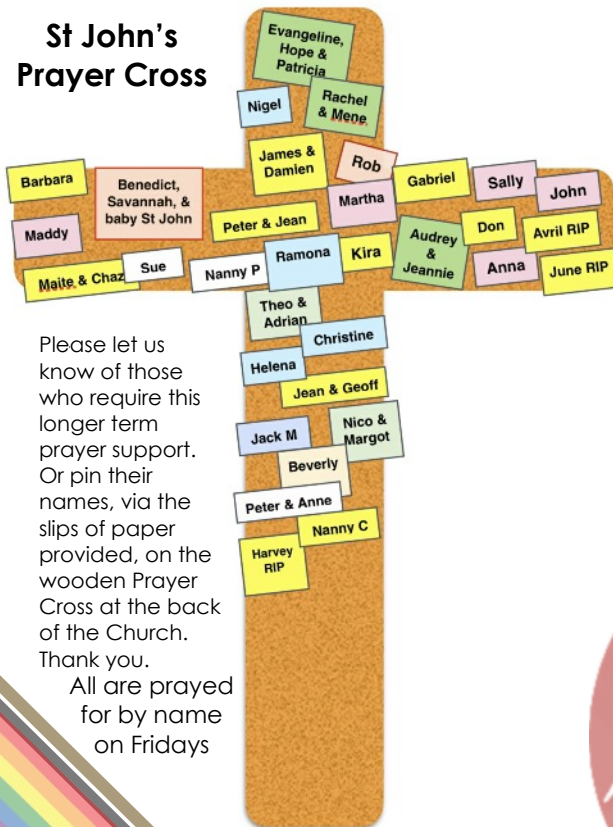 St John's
Prayer Cross
Evangeline,
Hope &
Patricia
Nigel
Rachel
& Mene
James &
Damien
Rob
Barbara
Benedict,
Savannah, &
baby St John
Martha
Gabriel
Sally
John
Maddy
Peter & Jean
Audrey
&
Jeannie
Don
Avril RIP
Maite & Chaz
Sue
Nanny P
Ramona
Kira
Anna
June RIP
Theo &
Adrian
Christine
Helena
Jean & Geoff
Jack M
Nico &
Margot
Beverly
Peter & Anne
Nanny C
Harvey
RIP
Please let us
know of those
who require this
longer term
prayer support.
Or pin their
names, via the
slips of paper
provided, on the
wooden Prayer
Cross at the back
of the Church.
Thank you.
All are prayed
for by name
on Fridays